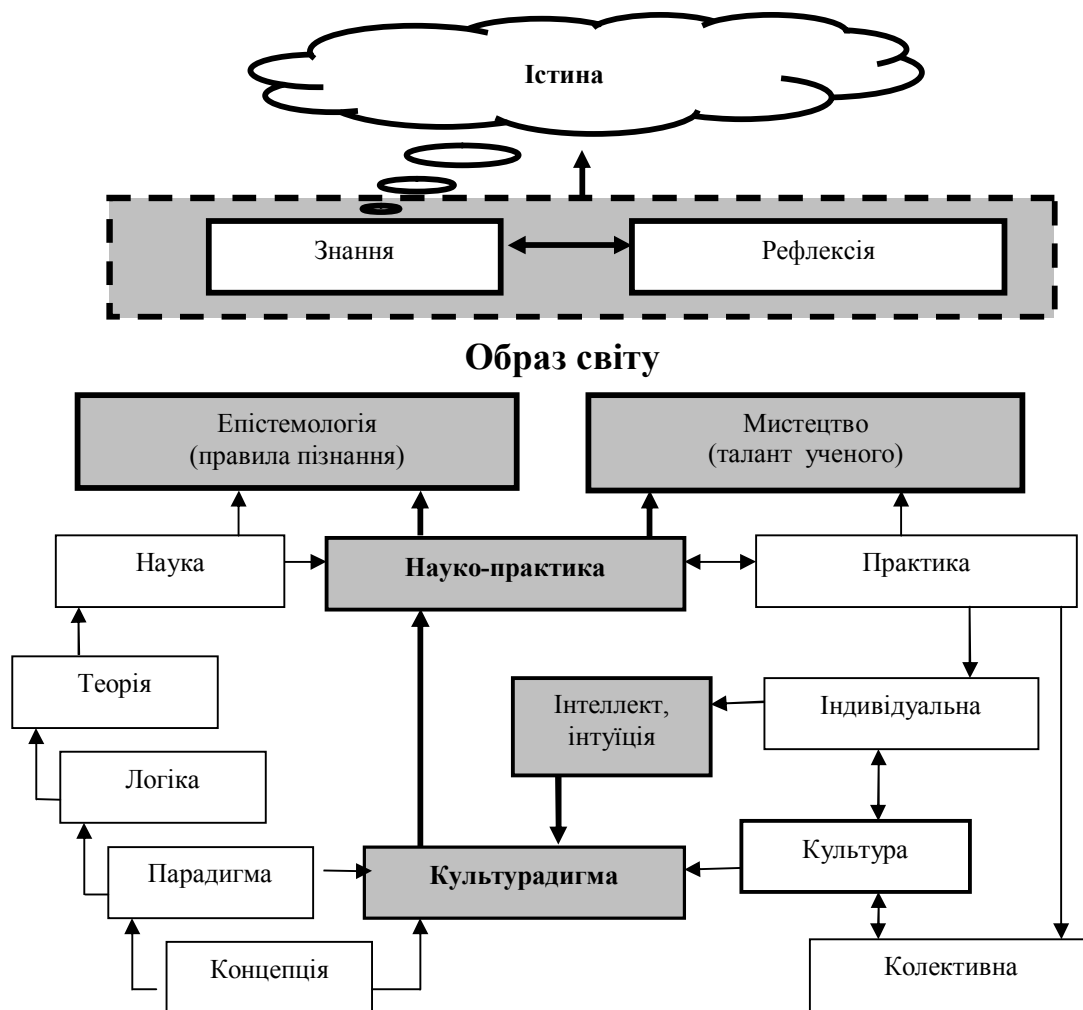 Істина
Знання
Рефлексія
Образ світу
Епістемологія
(правила пізнання)
Мистецтво
(талант ученого)
Наука
Науко-практика
Практика
Теорія
Інтеллект,
інтуїція
Індивідуальна
Логіка
Культура
Парадигма
Культурадигма
Концепція
Колективна